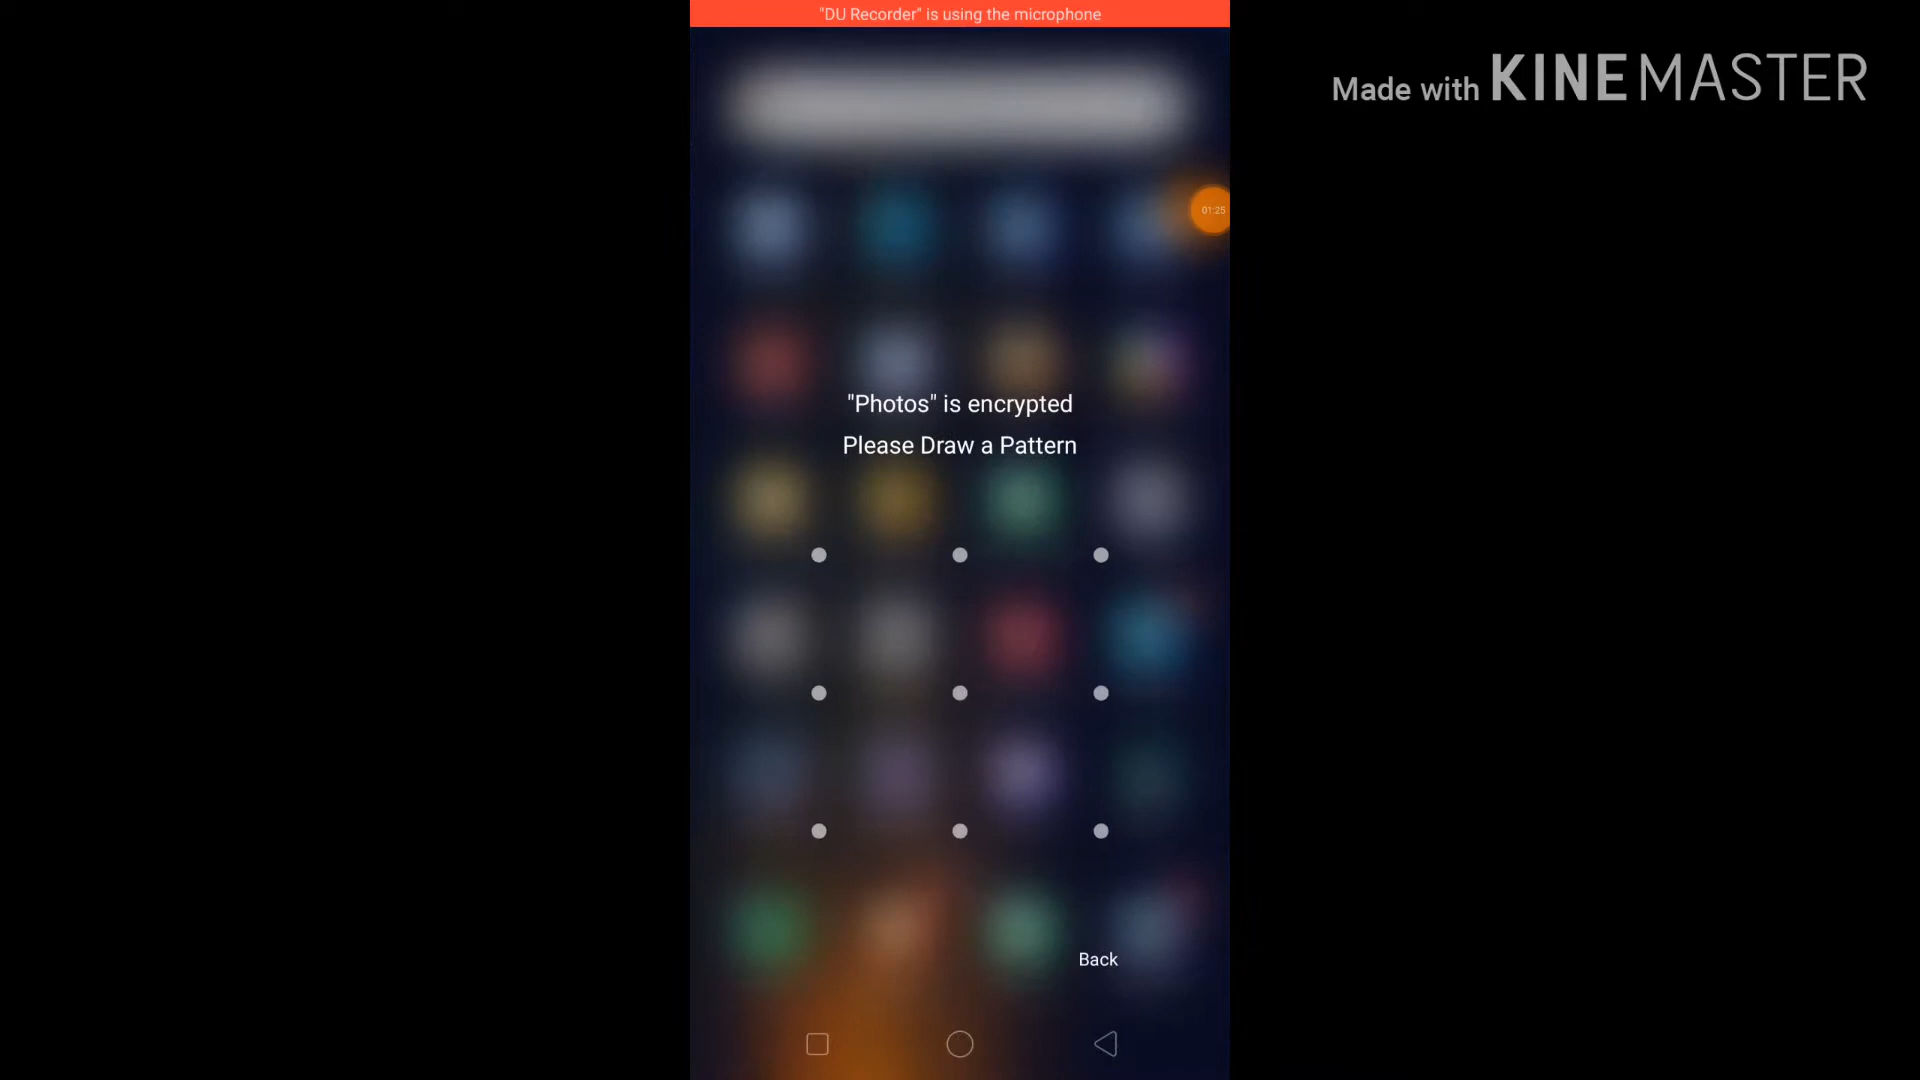 "DU Recorder" is using the microphone
Made with KINEMASTER
01:25
"Photos" is encrypted
Please Draw a Pattern
Back